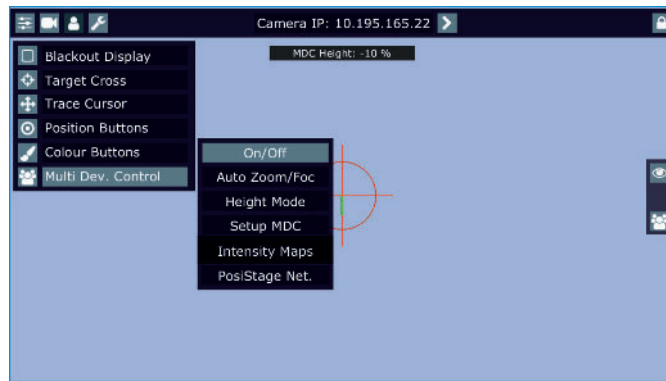 Camera IP: 10.195.165.22
MDC Height: -10 %
Blackout Display
Target Cross
Trace Cursor
Position Buttons
Colour Buttons
Multi Dev. Control
On/Off
Auto Zoom/Foc
Height Mode
Setup MDC
Intensity Maps
PosiStage Net.